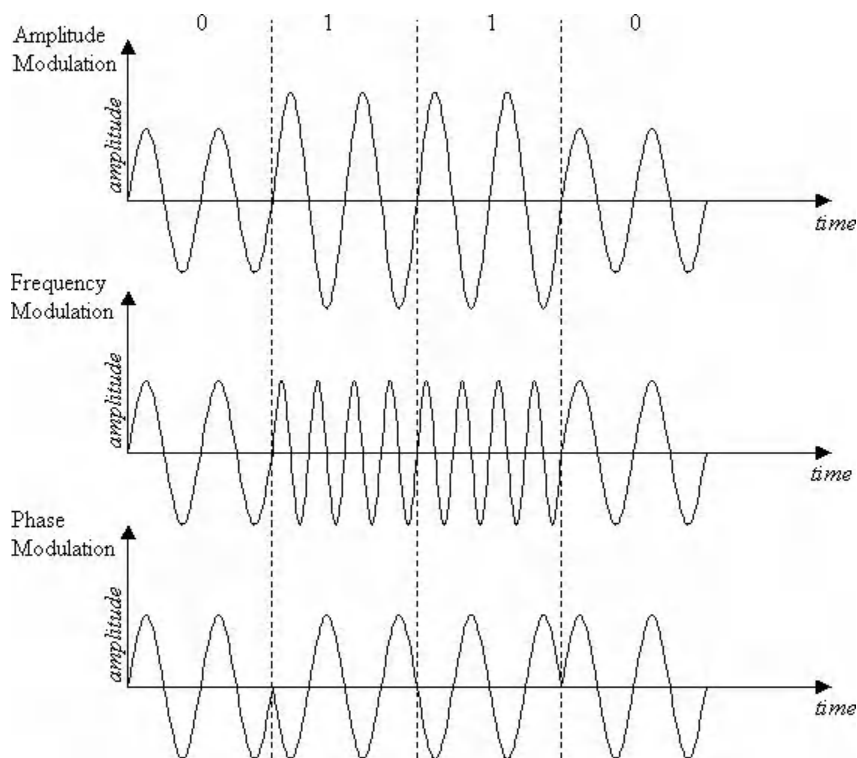 0 1 1 0
Amplitude
Modulation
amplitude
time
Frequency
Modulation
amplitude
time
Phase
Modulation
amplitude
time